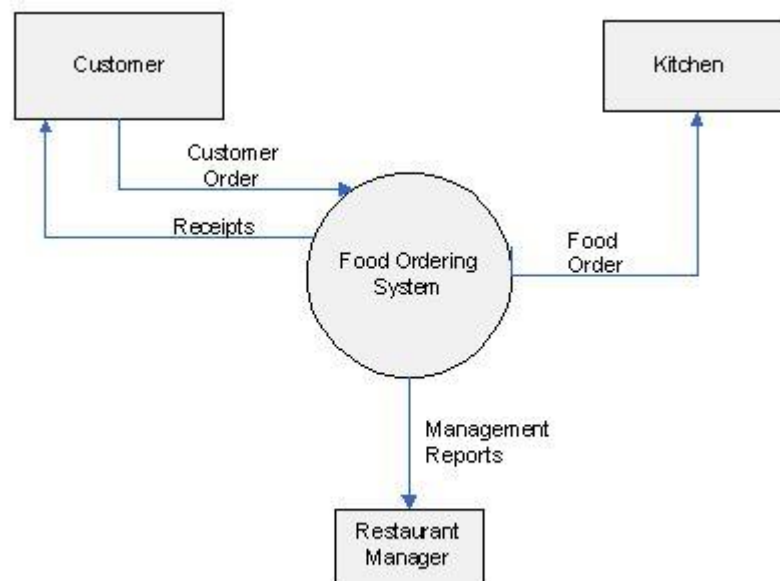 Customer
Kitchen
Customer
Order
Receipts
Food Ordering
System
Food
Order
Management
Reports
Restaurant
Manager